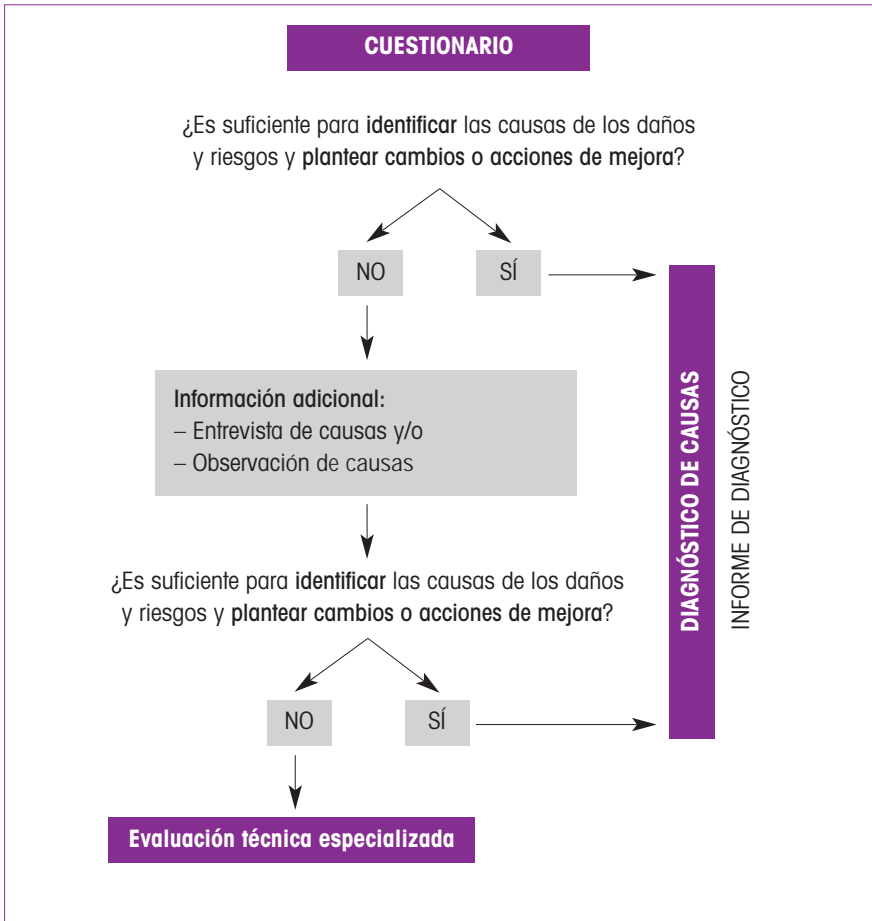 CUESTIONARIO
¿Es suficiente para identificar las causas de los daños
y riesgos y plantear cambios o acciones de mejora?
NO
SÍ
Información adicional:
– Entrevista de causas y/o
– Observación de causas
¿Es suficiente para identificar las causas de los daños
y riesgos y plantear cambios o acciones de mejora?
NO
SÍ
Evaluación técnica especializada
DIAGNÓSTICO DE CAUSAS
INFORME DE DIAGNÓSTICO